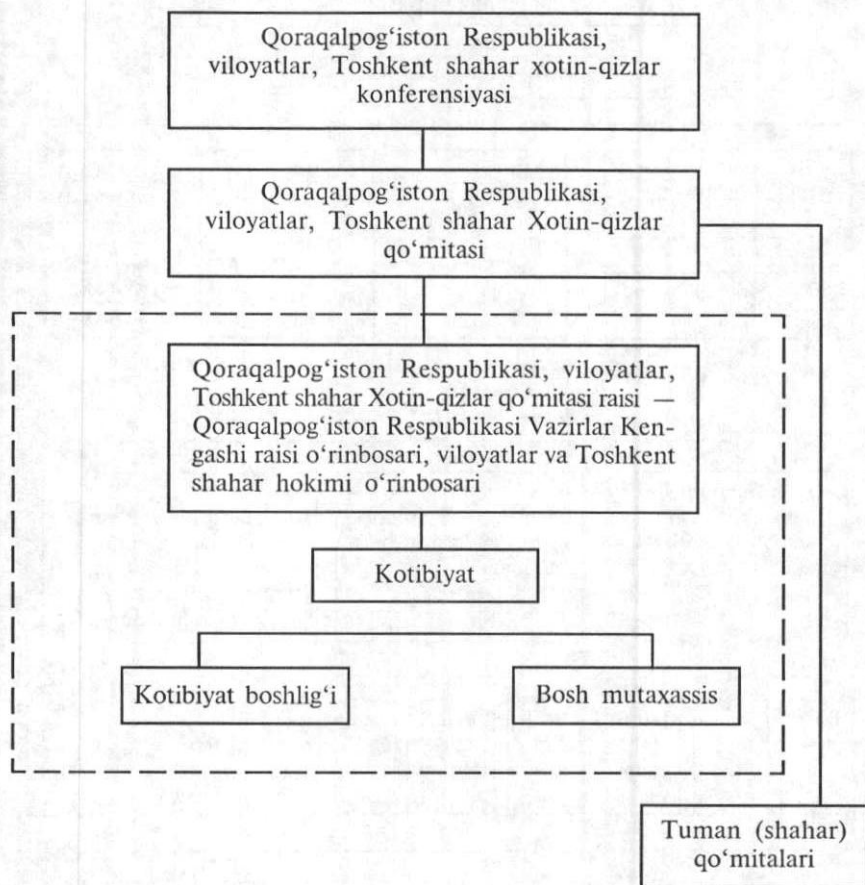 Qoraqalpog‘iston Respublikasi,
viloyatlar, Toshkent shahar xotin-qizlar
konferensiyasi
Qoraqalpog‘iston Respublikasi,
viloyatlar, Toshkent shahar Xotin-qizlar
qo‘mitasi
Qoraqalpog‘iston Respublikasi, viloyatlar,
Toshkent shahar Xotin-qizlar qo‘mitasi raisi —
Qoraqalpog‘iston Respublikasi Vazirlar Ken-
gashi raisi o‘rinbosari, viloyatlar va Toshkent
shahar hokimi o‘rinbosari
Kotibiyat
Kotibiyat boshlig‘i
Bosh mutaxassis
Tuman (shahar)
qo‘mitalari